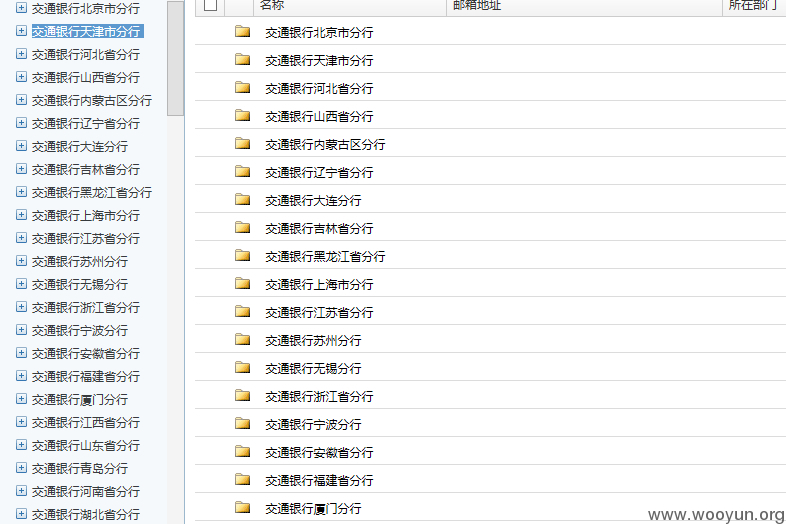 交通银行北京市分行
交通银行天津市分行
交通银行河北省分行
交通银行山西省分行
交通银行内蒙古区分行
交通银行辽宁省分行
交通银行大连分行
交通银行吉林省分行
交通银行黑龙江省分行
交通银行上海市分行
交通银行江苏省分行
交通银行苏州分行
交通银行无锡分行
交通银行浙江省分行
交通银行宁波分行
交通银行安徽省分行
交通银行福建省分行
交通银行厦门分行
交通银行江西省分行
交通银行山东省分行
交通银行青岛分行
交通银行河南省分行
交通银行湖北省分行
名称 邮箱地址 所在部门
交通银行北京市分行
交通银行天津市分行
交通银行河北省分行
交通银行山西省分行
交通银行内蒙古区分行
交通银行辽宁省分行
交通银行大连分行
交通银行吉林省分行
交通银行黑龙江省分行
交通银行上海市分行
交通银行江苏省分行
交通银行苏州分行
交通银行无锡分行
交通银行浙江省分行
交通银行宁波分行
交通银行安徽省分行
交通银行福建省分行
交通银行厦门分行
www.wooyun.org